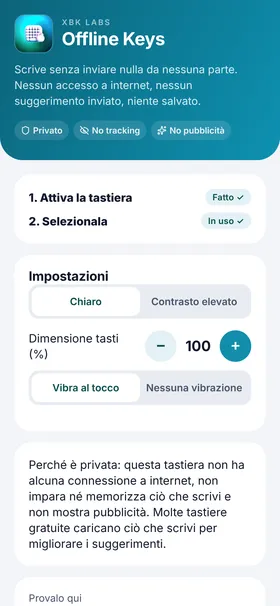 XBK LABS
Offline Keys
Scrive senza inviare nulla da nessuna parte.
Nessun accesso a internet, nessun
suggerimento inviato, niente salvato.
Privato
No tracking
No pubblicità
1. Attiva la tastiera
Fatto ✓
2. Selezionala
In uso ✓
Impostazioni
Chiaro
Contrasto elevato
Dimensione tasti
(%)
−
100
+
Vibra al tocco
Nessuna vibrazione
Perché è privata: questa tastiera non ha
alcuna connessione a internet, non
impara né memorizza ciò che scrivi e
non mostra pubblicità. Molte tastiere
gratuite caricano ciò che scrivi per
migliorare i suggerimenti.
Provalo qui